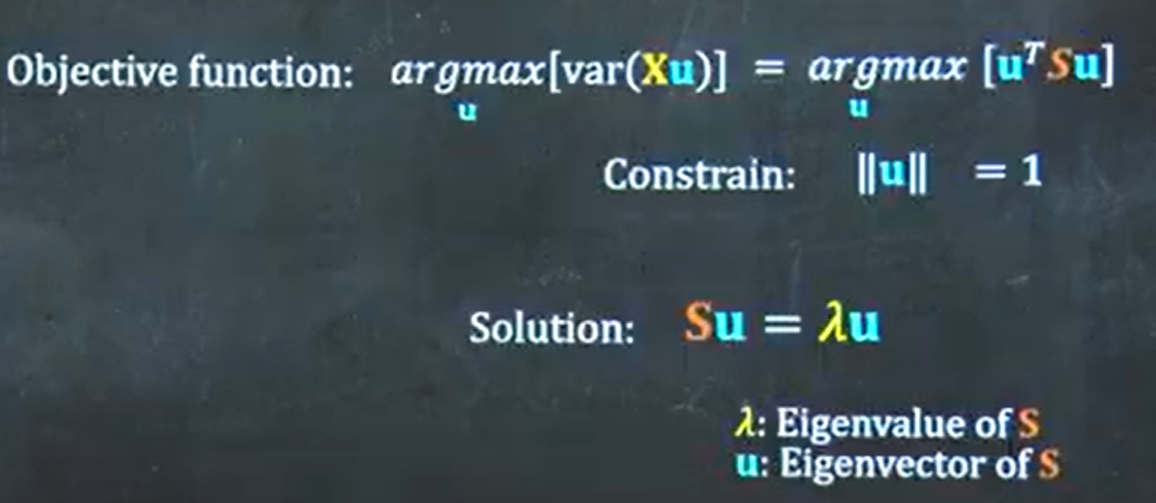 Objective function: argmax[var(Xu)] = argmax [uᵀSu]
u u
Constrain: ‖u‖ = 1
Solution: Su = λu
λ: Eigenvalue of S
u: Eigenvector of S